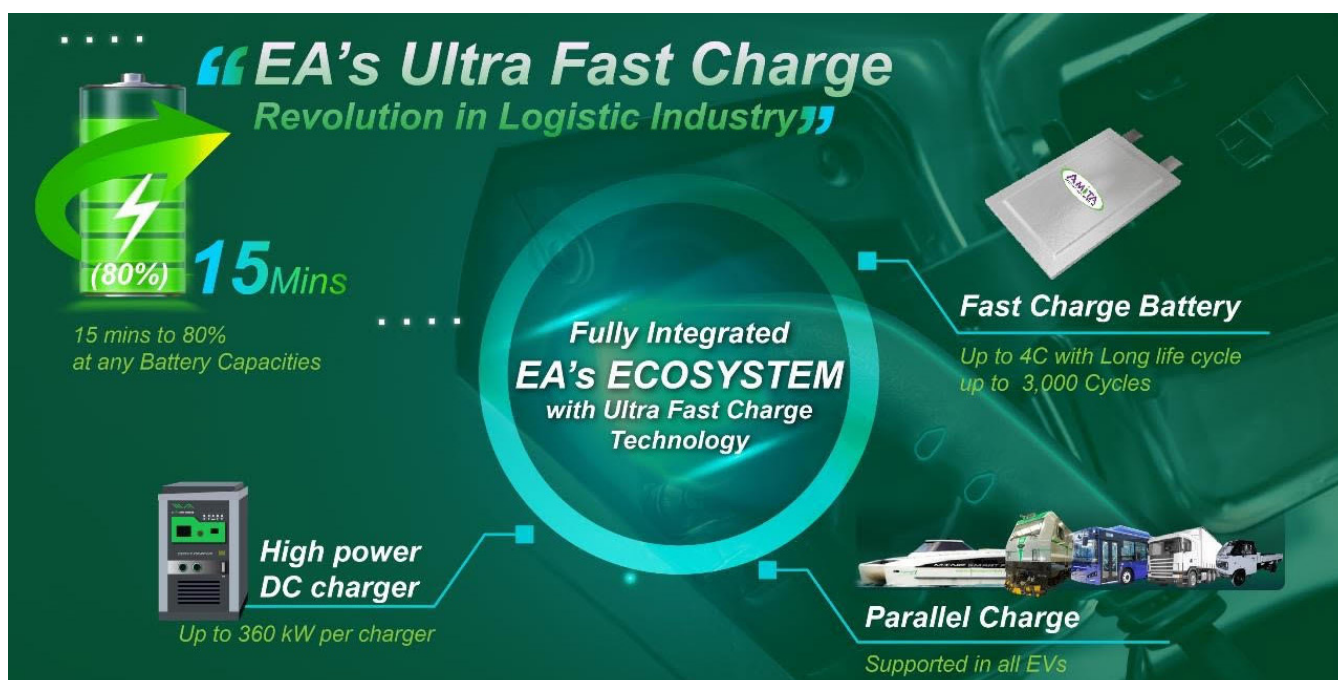 “EA's Ultra Fast Charge
Revolution in Logistic Industry”
(80%) 15 Mins
15 mins to 80%
at any Battery Capacities
AMITA
Fast Charge Battery
Up to 4C with Long life cycle
up to 3,000 Cycles
Fully Integrated
EA's ECOSYSTEM
with Ultra Fast Charge
Technology
High power
DC charger
Up to 360 kW per charger
Parallel Charge
Supported in all EVs